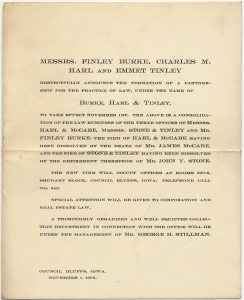 MESSRS. FINLEY BURKE, CHARLES M.
HARL AND EMMET TINLEY
RESPECTFULLY ANNOUNCE THE FORMATION OF A PARTNER-
SHIP FOR THE PRACTICE OF LAW, UNDER THE NAME OF
BURKE, HARL & TINLEY,
TO TAKE EFFECT NOVEMBER 1ST. THE ABOVE IS A CONSOLIDA-
TION OF THE LAW BUSINESS OF THE THREE OFFICES OF MESSRS.
HARL & McCABE, MESSRS. STONE & TINLEY AND MR.
FINLEY BURKE—THE FIRM OF HARL & McCABE HAVING
BEEN DISSOLVED BY THE DEATH OF MR. JAMES McCABE,
AND THE FIRM OF STONE & TINLEY HAVING BEEN DISSOLVED
BY THE RETIREMENT THEREFROM OF MR. JOHN Y. STONE.
THE NEW FIRM WILL OCCUPY OFFICES AT ROOMS
SHUGART BLOCK, COUNCIL BLUFFS, IOWA. TELEPHONE CALL
NO.
SPECIAL ATTENTION WILL BE GIVEN TO CORPORATION AND
REAL ESTATE LAW.
A THOROUGHLY ORGANIZED AND WELL EQUIPPED COLLEC-
TION DEPARTMENT IN CONNECTION WITH THE OFFICE WILL BE
UNDER THE MANAGEMENT OF MR. GEORGE H. STILLMAN.
COUNCIL BLUFFS, IOWA,
NOVEMBER 1,